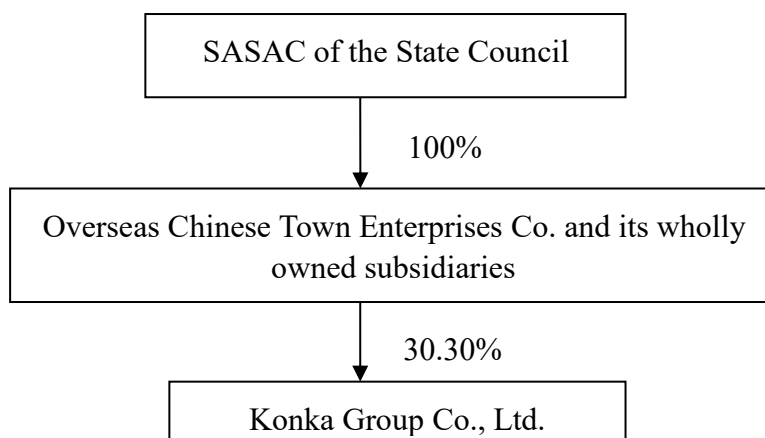 SASAC of the State Council
100%
Overseas Chinese Town Enterprises Co. and its wholly
owned subsidiaries
30.30%
Konka Group Co., Ltd.